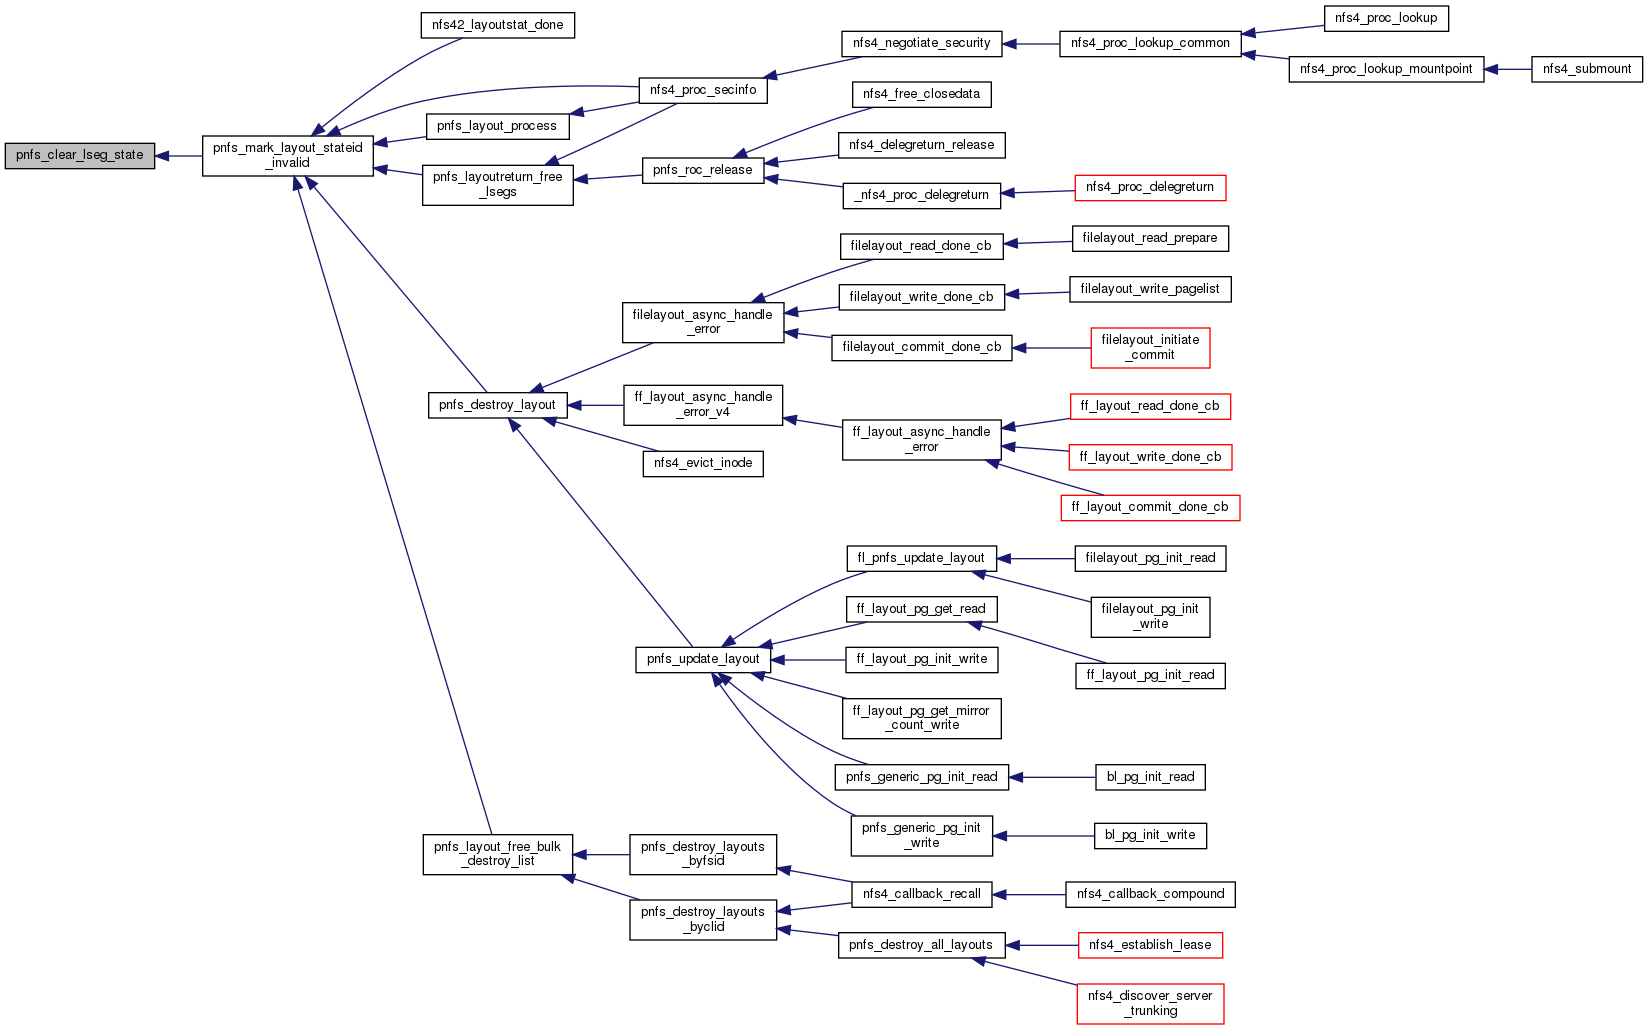 nfs4_proc_lookup
nfs42_layoutstat_done
nfs4_negotiate_security
nfs4_proc_lookup_common
nfs4_proc_lookup_mountpoint
nfs4_submount
nfs4_proc_secinfo
nfs4_free_closedata
pnfs_layout_process
pnfs_clear_lseg_state
pnfs_mark_layout_stateid
_invalid
nfs4_delegreturn_release
pnfs_layoutreturn_free
_lsegs
pnfs_roc_release
_nfs4_proc_delegreturn
nfs4_proc_delegreturn
filelayout_read_done_cb
filelayout_read_prepare
filelayout_write_done_cb
filelayout_write_pagelist
filelayout_async_handle
_error
filelayout_commit_done_cb
filelayout_initiate
_commit
pnfs_destroy_layout
ff_layout_async_handle
_error_v4
ff_layout_read_done_cb
ff_layout_async_handle
_error
ff_layout_write_done_cb
nfs4_evict_inode
ff_layout_commit_done_cb
fl_pnfs_update_layout
filelayout_pg_init_read
ff_layout_pg_get_read
filelayout_pg_init
_write
pnfs_update_layout
ff_layout_pg_init_write
ff_layout_pg_init_read
ff_layout_pg_get_mirror
_count_write
pnfs_generic_pg_init_read
bl_pg_init_read
pnfs_generic_pg_init
_write
bl_pg_init_write
pnfs_layout_free_bulk
_destroy_list
pnfs_destroy_layouts
_byfsid
nfs4_callback_recall
nfs4_callback_compound
pnfs_destroy_layouts
_byclid
pnfs_destroy_all_layouts
nfs4_establish_lease
nfs4_discover_server
_trunking